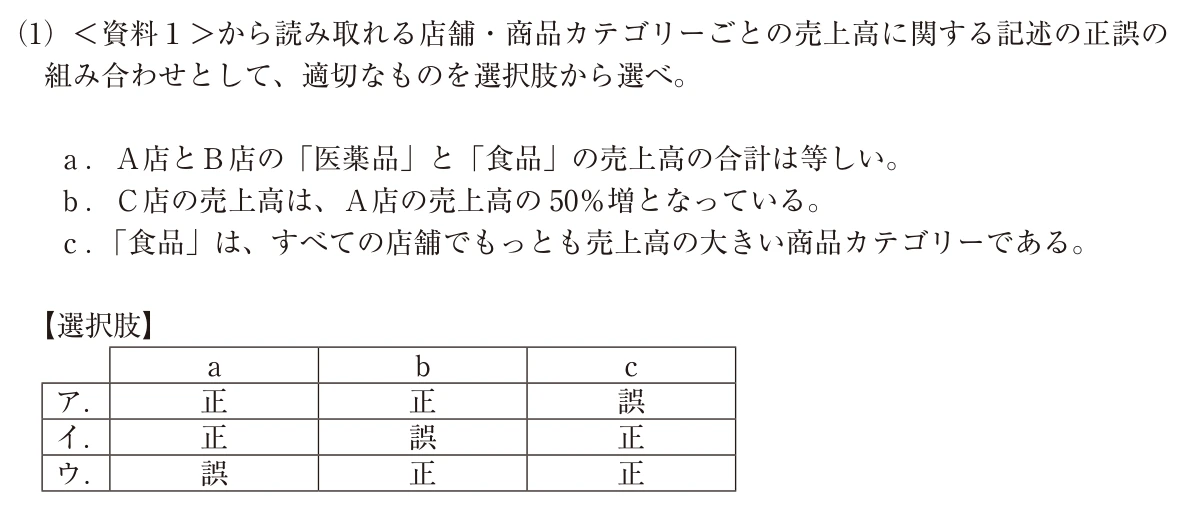 (1) ＜資料１＞から読み取れる店舗・商品カテゴリーごとの売上高に関する記述の正誤の
組み合わせとして、適切なものを選択肢から選べ。
a． Ａ店とＢ店の「医薬品」と「食品」の売上高の合計は等しい。
b． Ｃ店の売上高は、Ａ店の売上高の 50％増となっている。
c．「食品」は、すべての店舗でもっとも売上高の大きい商品カテゴリーである。
【選択肢】
a b c
ア． 正 正 誤
イ． 正 誤 正
ウ． 誤 正 正